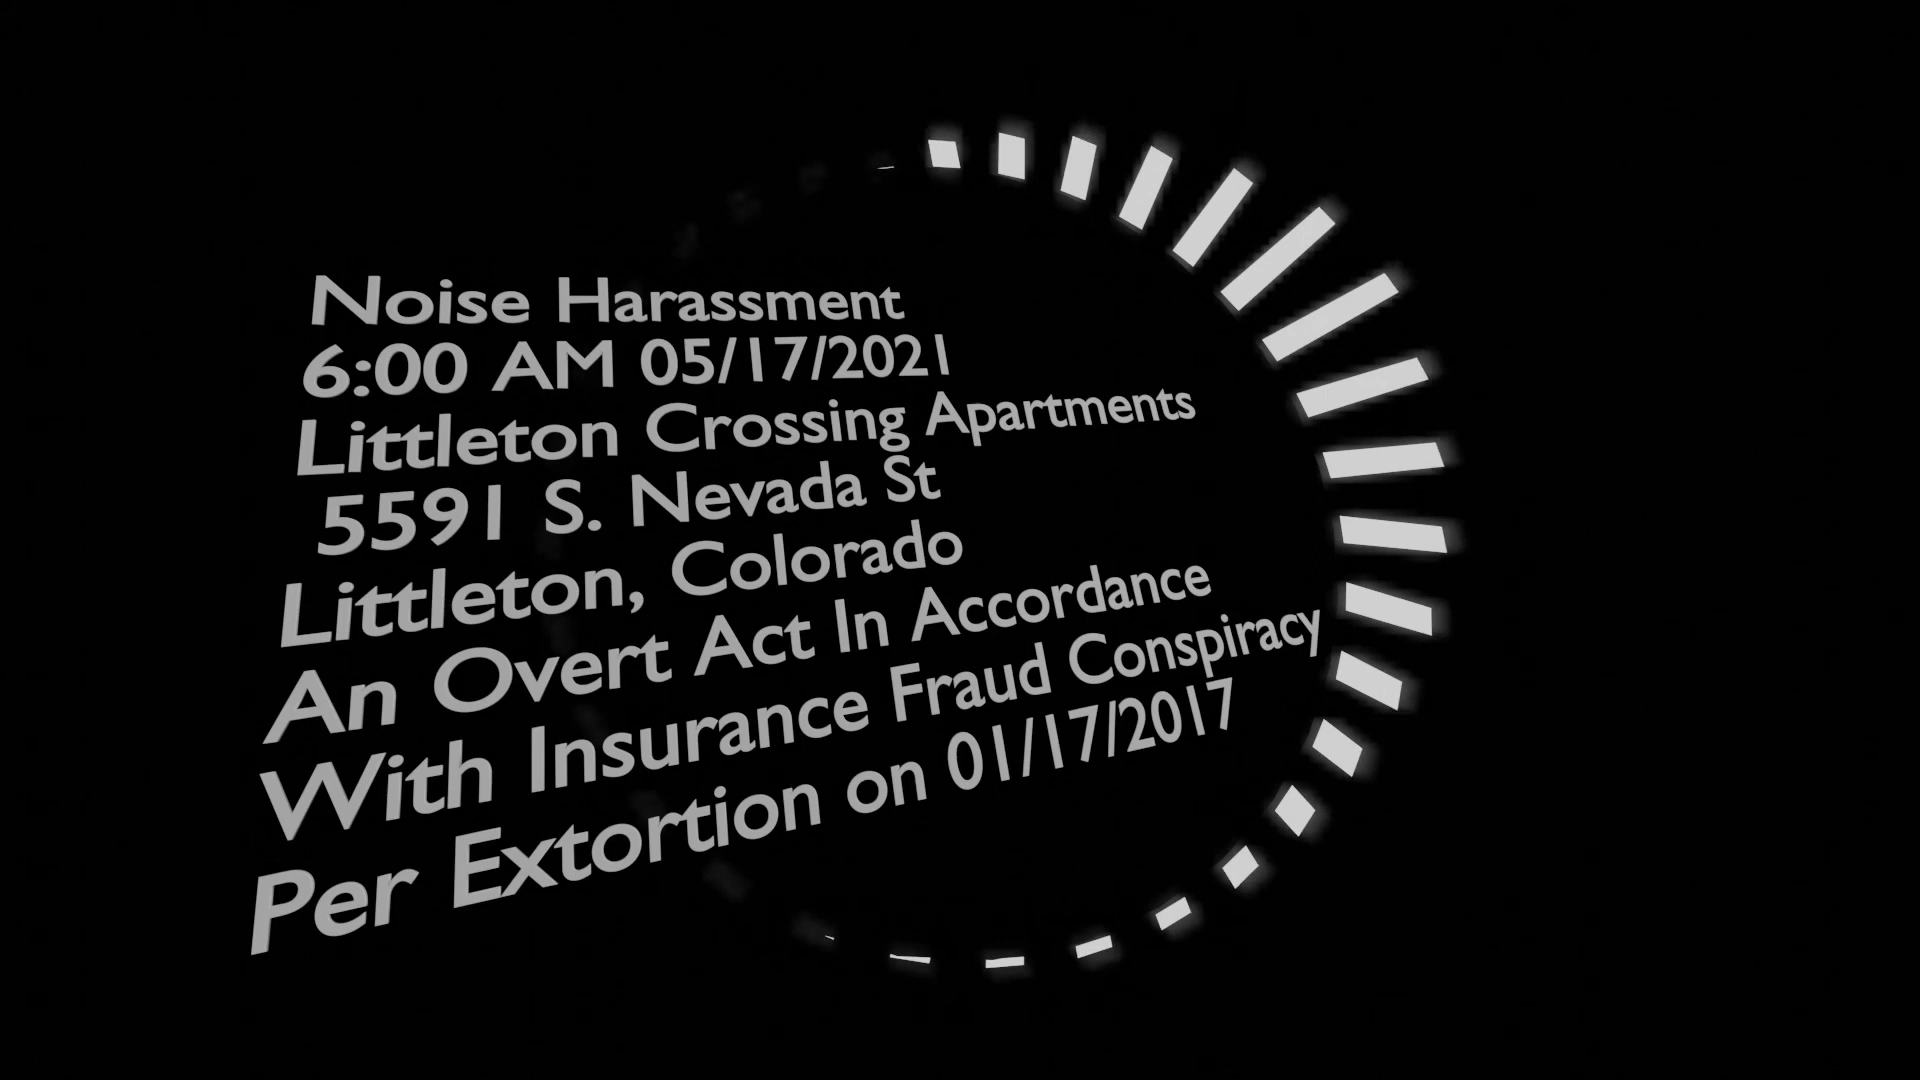 Noise Harassment
6:00 AM 05/17/2021
Littleton Crossing Apartments
5591 S. Nevada St
Littleton, Colorado
An Overt Act In Accordance
With Insurance Fraud Conspiracy
Per Extortion on 01/17/2017